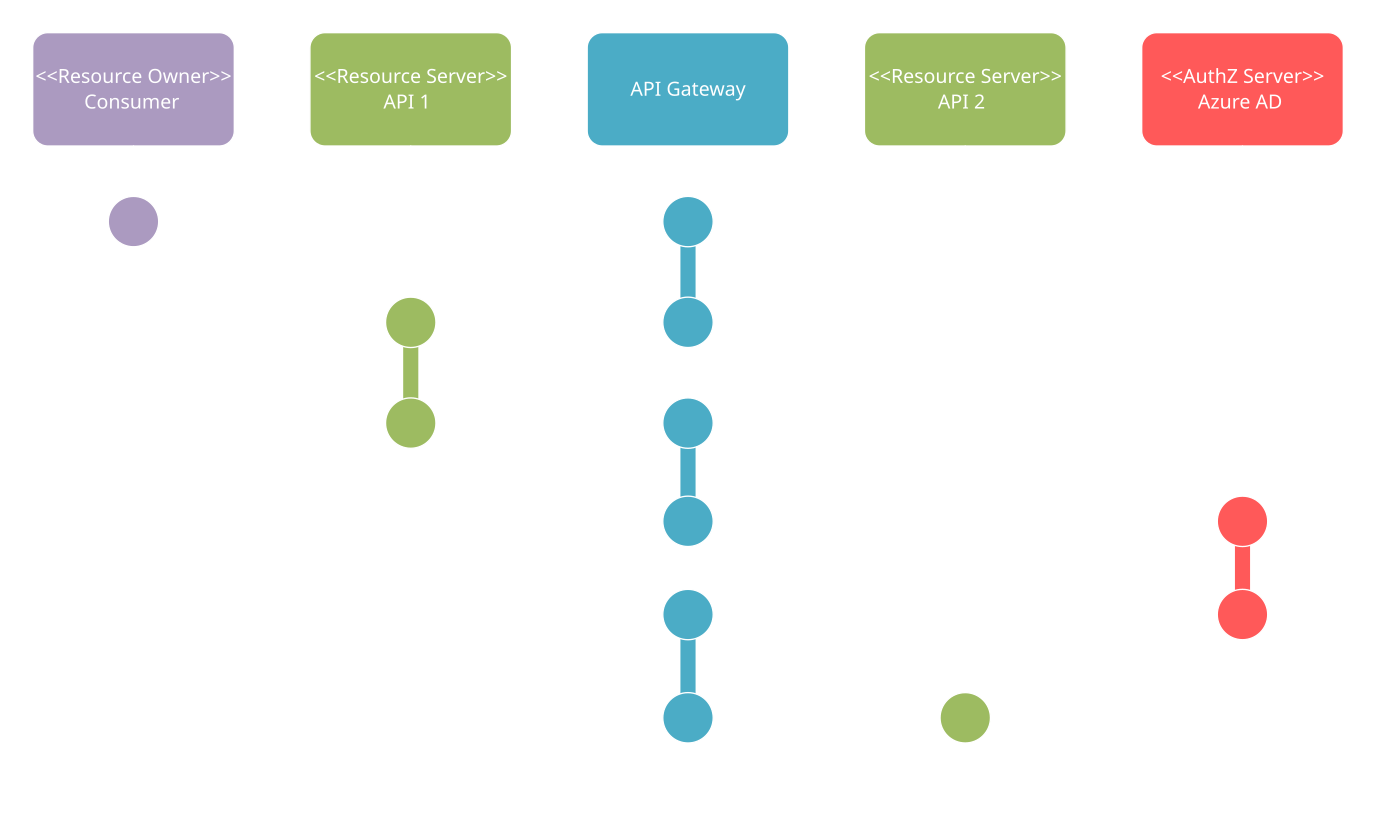 <<Resource Owner>>
Consumer
<<Resource Server>>
API 1
API Gateway
<<Resource Server>>
API 2
<<AuthZ Server>>
Azure AD